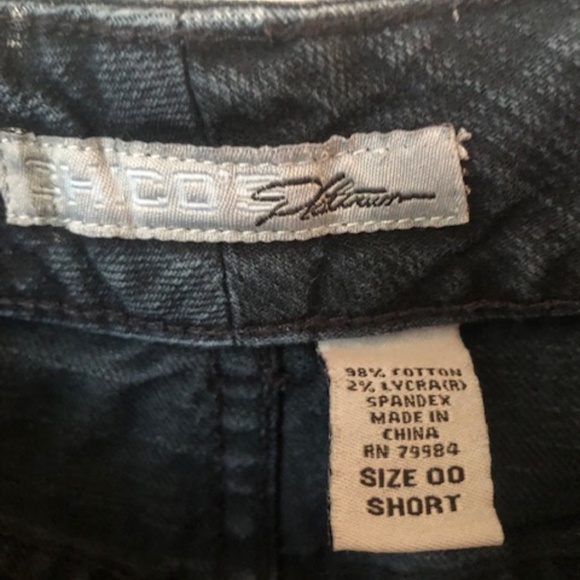 CHICO'S Platinum
98% COTTON
2% LYCRA(R)
SPANDEX
MADE IN
CHINA
RN 79984
SIZE 00
SHORT